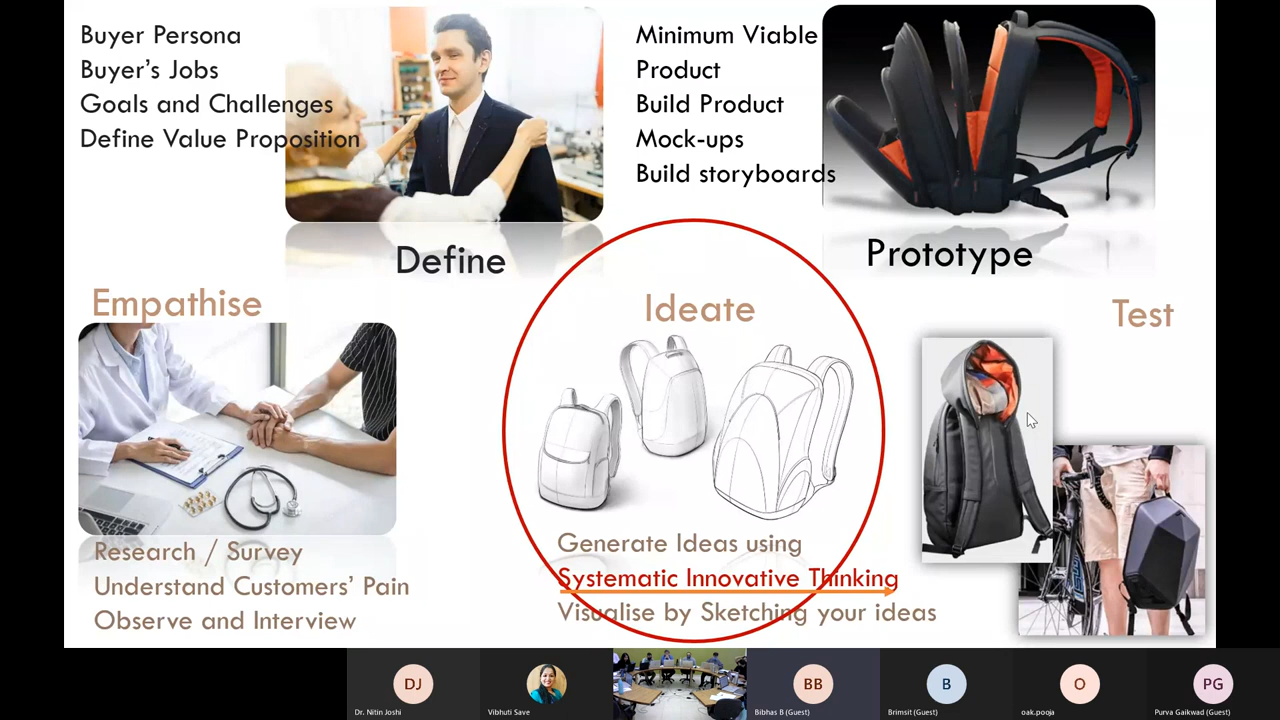 Buyer Persona
Buyer's Jobs
Goals and Challenges
Define Value Proposition
Define
Minimum Viable
Product
Build Product
Mock-ups
Build storyboards
Prototype
Empathise
Research / Survey
Understand Customers' Pain
Observe and Interview
Ideate
Generate Ideas using
Systematic Innovative Thinking
Visualise by Sketching your ideas
Test
DJ
Dr. Nitin Joshi
Vibhuti Save
BB
Bibhas B (Guest)
B
Brimsit (Guest)
O
oak.pooja
PG
Purva Gaikwad (Guest)